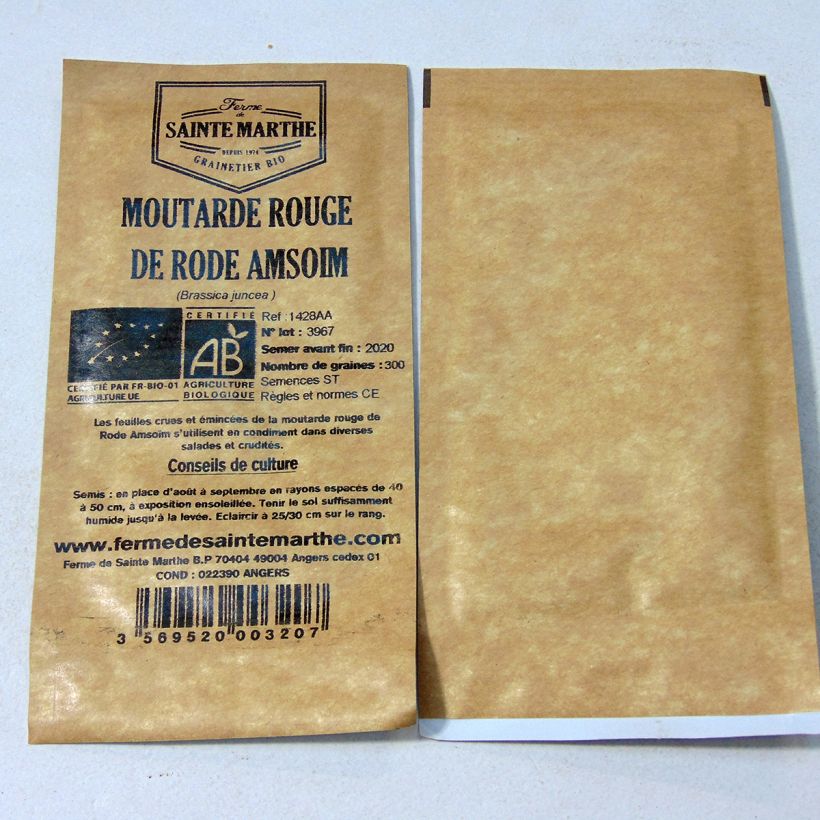 Ferme
de
SAINTE MARTHE
DEPUIS 1974
GRAINETIER BIO
MOUTARDE ROUGE
DE RODE AMSOIM
(Brassica juncea )
CERTIFIÉ
AB
AGRICULTURE
BIOLOGIQUE
CERTIFIÉ PAR FR-BIO-01
AGRICULTURE UE
Ref : 1428AA
N° lot : 3967
Semer avant fin : 2020
Nombre de graines : 300
Semences ST
Règles et normes CE
Les feuilles crues et émincées de la moutarde rouge de
Rode Amsoim s'utilisent en condiment dans diverses
salades et crudités.
Conseils de culture
Semis : en place d'août à septembre en rayons espacés de 40
à 50 cm, à exposition ensoleillée. Tenir le sol suffisamment
humide jusqu'à la levée. Eclaircir à 25/30 cm sur le rang.
www.fermedesaintemarthe.com
Ferme de Sainte Marthe B.P 70404 49004 Angers cedex 01
COND : 022390 ANGERS
3 569520 003207